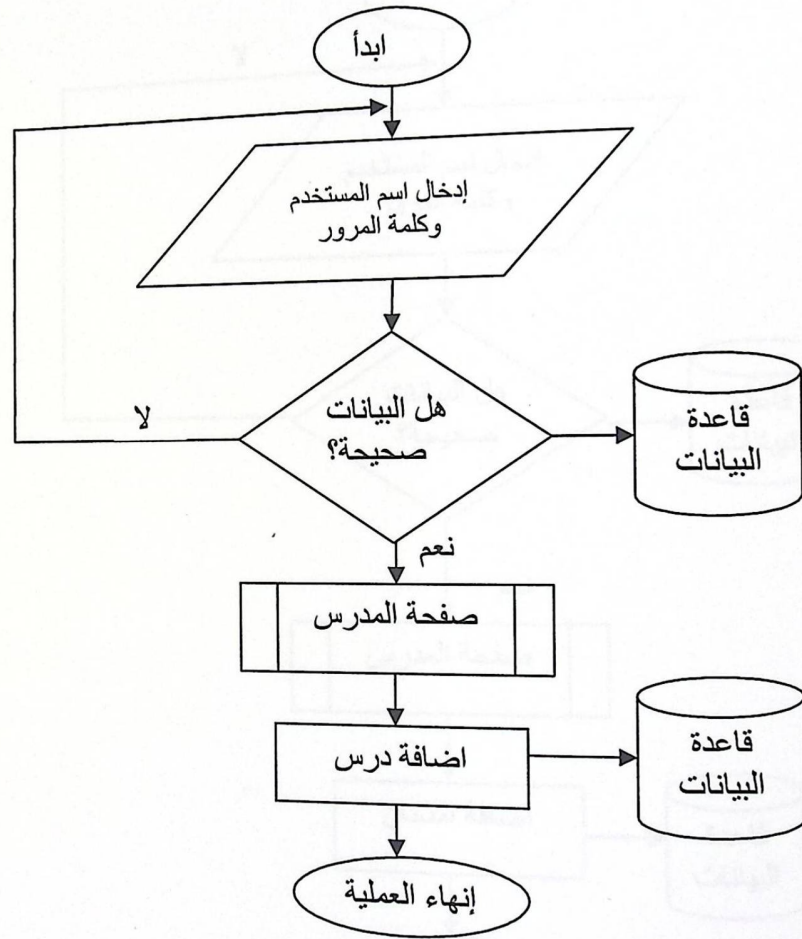 ابدأ
إدخال اسم المستخدم
وكلمة المرور
هل البيانات
صحيحة؟
لا
قاعدة
البيانات
نعم
صفحة المدرس
اضافة درس
قاعدة
البيانات
إنهاء العملية